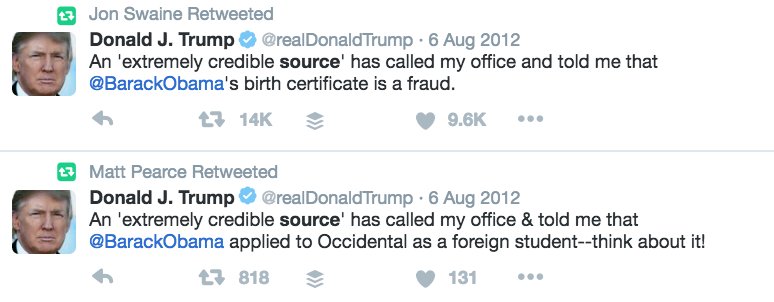 Jon Swaine Retweeted
Donald J. Trump @realDonaldTrump · 6 Aug 2012
An 'extremely credible source' has called my office and told me that
@BarackObama's birth certificate is a fraud.
14K 9.6K
Matt Pearce Retweeted
Donald J. Trump @realDonaldTrump · 6 Aug 2012
An 'extremely credible source' has called my office & told me that
@BarackObama applied to Occidental as a foreign student--think about it!
818 131